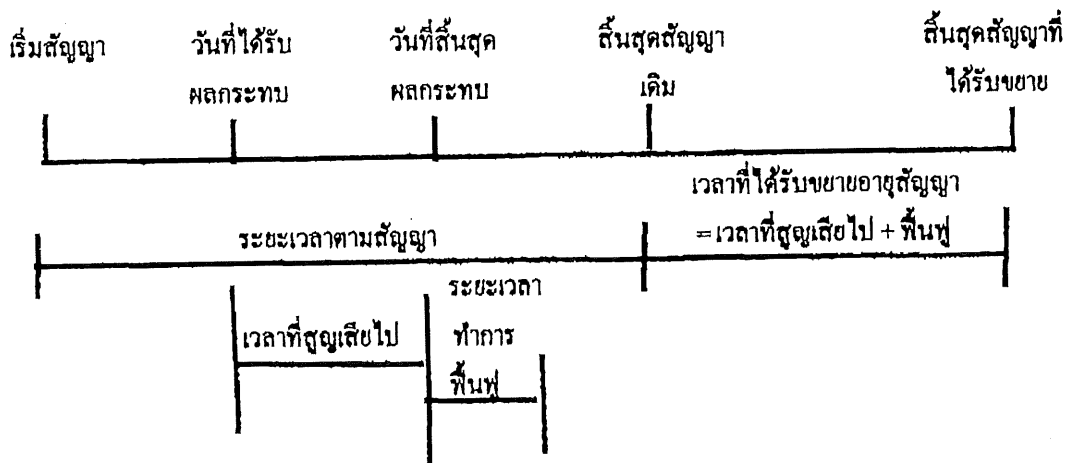 เริ่มสัญญา
วันที่ได้รับ
ผลกระทบ
วันที่สิ้นสุด
ผลกระทบ
สิ้นสุดสัญญา
เดิม
สิ้นสุดสัญญาที่
ได้รับขยาย
เวลาที่ได้รับขยายอายุสัญญา
=เวลาที่สูญเสียไป + ฟื้นฟู
ระยะเวลาตามสัญญา
เวลาที่สูญเสียไป
ระยะเวลา
ทำการ
ฟื้นฟู